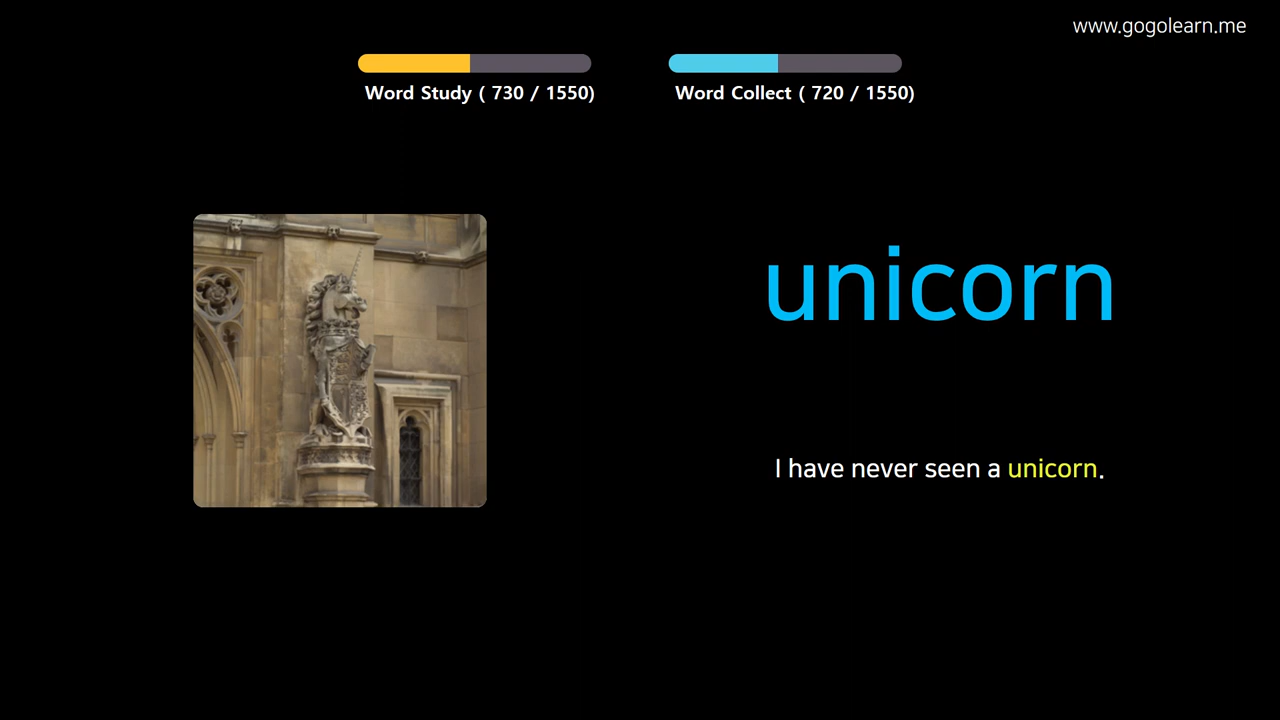 www.gogolearn.me
Word Study ( 730 / 1550)
Word Collect ( 720 / 1550)
unicorn
I have never seen a unicorn.